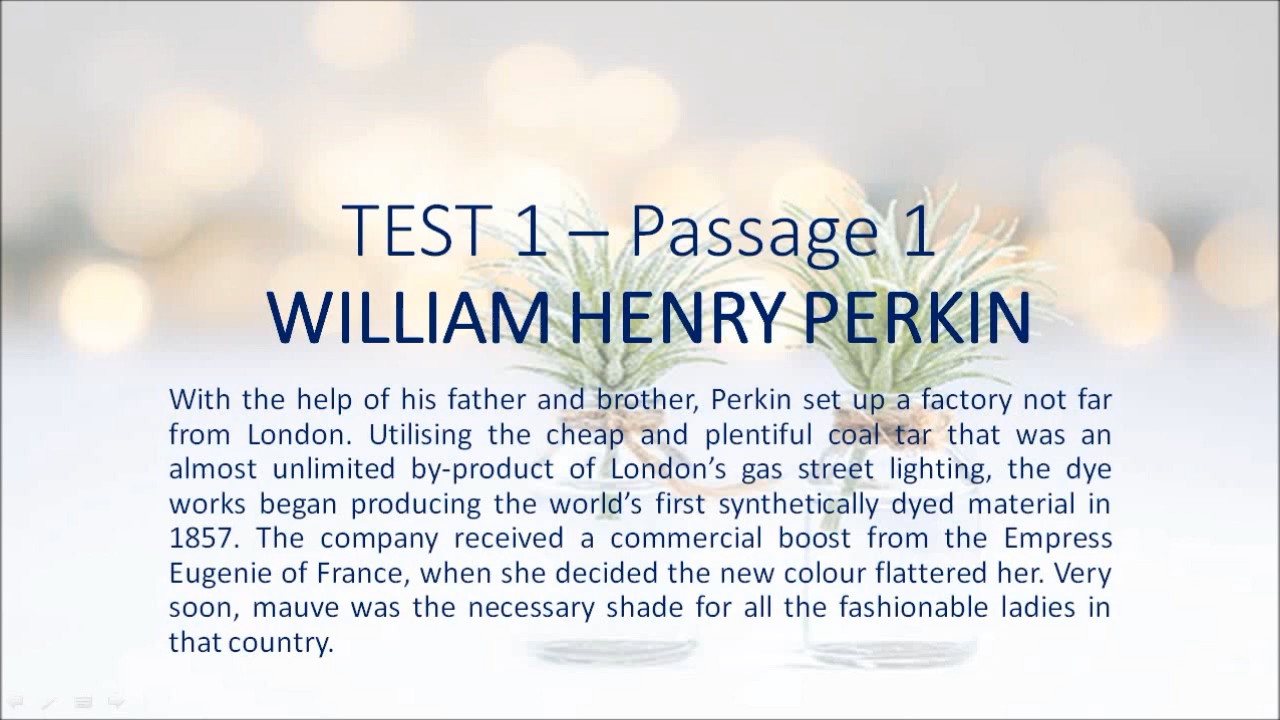 TEST 1 – Passage 1
WILLIAM HENRY PERKIN
With the help of his father and brother, Perkin set up a factory not far
from London. Utilising the cheap and plentiful coal tar that was an
almost unlimited by-product of London’s gas street lighting, the dye
works began producing the world’s first synthetically dyed material in
1857. The company received a commercial boost from the Empress
Eugenie of France, when she decided the new colour flattered her. Very
soon, mauve was the necessary shade for all the fashionable ladies in
that country.